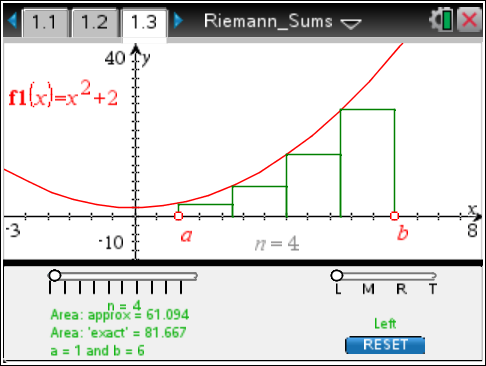 1.1 1.2 1.3 Riemann_Sums
40 y
f1(x)=x²+2
x
-3 a b 8
-10 n = 4
L M R T
n = 4
Area: approx = 61.094
Left
Area: 'exact' = 81.667
a = 1 and b = 6
RESET